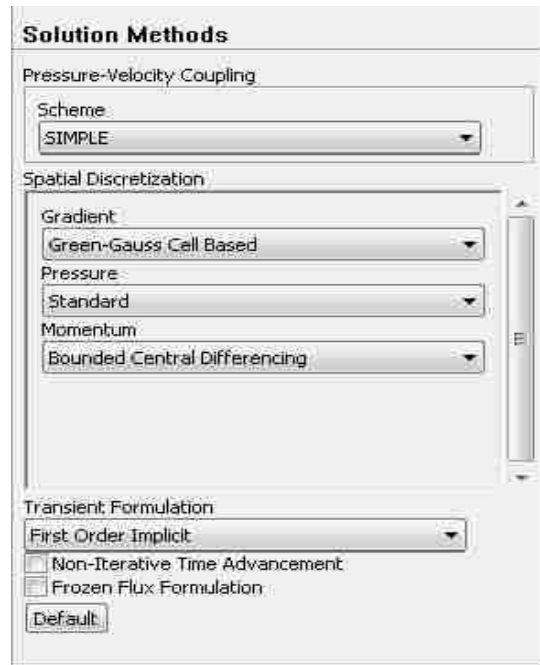 Solution Methods
Pressure-Velocity Coupling
Scheme
SIMPLE
Spatial Discretization
Gradient
Green-Gauss Cell Based
Pressure
Standard
Momentum
Bounded Central Differencing
Transient Formulation
First Order Implicit
Non-Iterative Time Advancement
Frozen Flux Formulation
Default